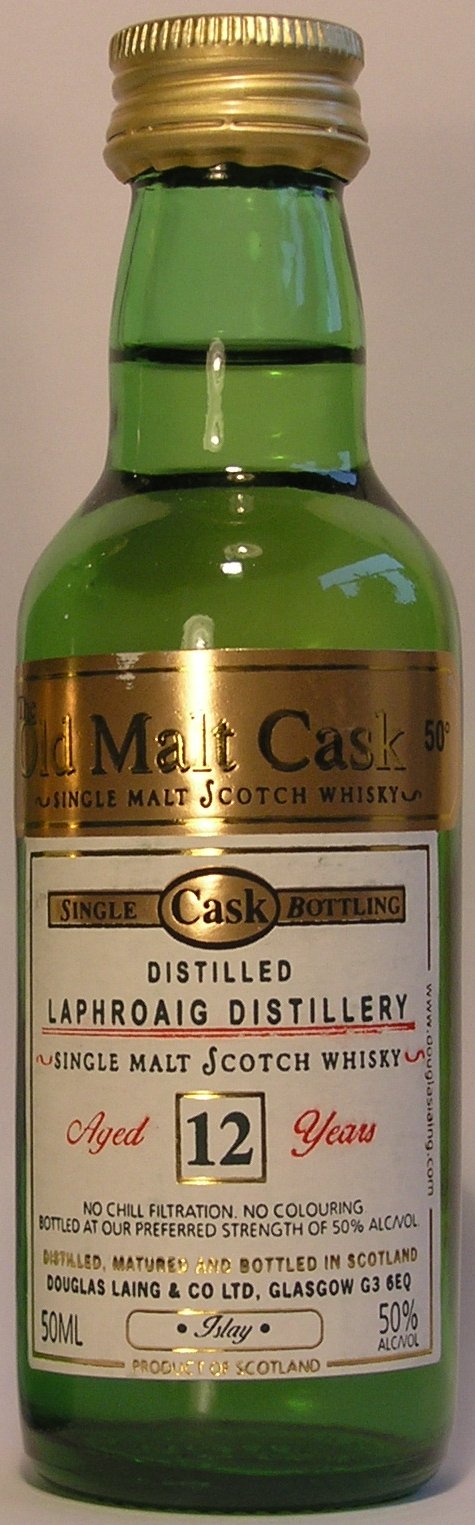 The
Old Malt Cask 50°
SINGLE MALT SCOTCH WHISKY
SINGLE Cask BOTTLING
DISTILLED
LAPHROAIG DISTILLERY
SINGLE MALT SCOTCH WHISKY
Aged 12 Years
NO CHILL FILTRATION. NO COLOURING
BOTTLED AT OUR PREFERRED STRENGTH OF 50% ALC/VOL.
DISTILLED, MATURED AND BOTTLED IN SCOTLAND
DOUGLAS LAING & CO LTD, GLASGOW G3 6EQ
50ML • Islay • 50%
ALC/VOL
PRODUCT OF SCOTLAND
www.douglaslaing.com